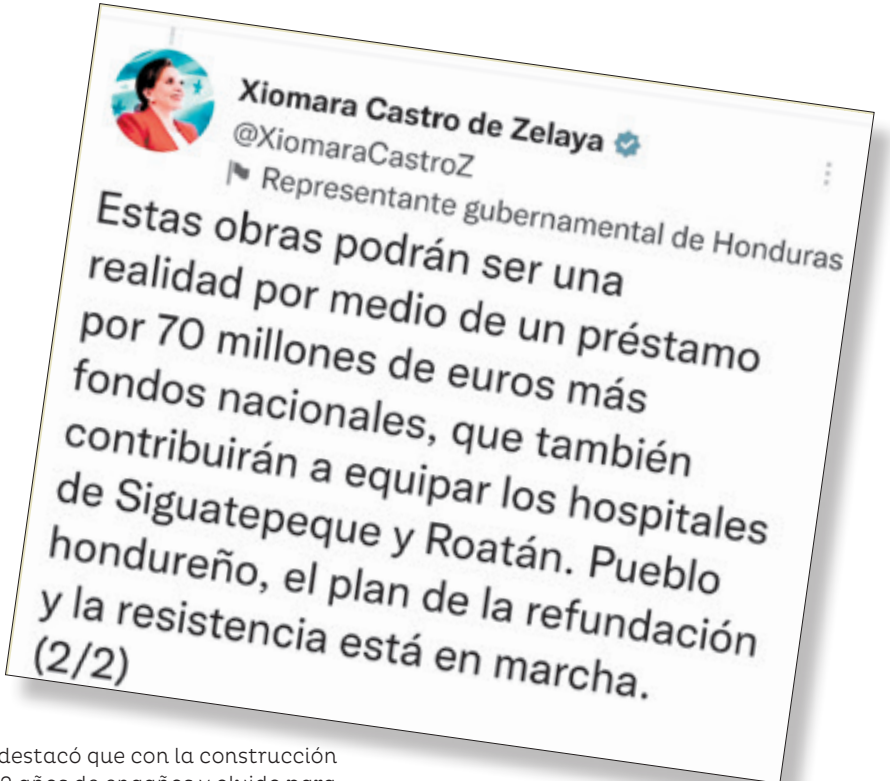 Xiomara Castro de Zelaya
@XiomaraCastroZ
Representante gubernamental de Honduras
Estas obras podrán ser una
realidad por medio de un préstamo
por 70 millones de euros más
fondos nacionales, que también
contribuirán a equipar los hospitales
de Siguatepeque y Roatán. Pueblo
hondureño, el plan de la refundación
y la resistencia está en marcha.
(2/2)
destacó que con la construcción